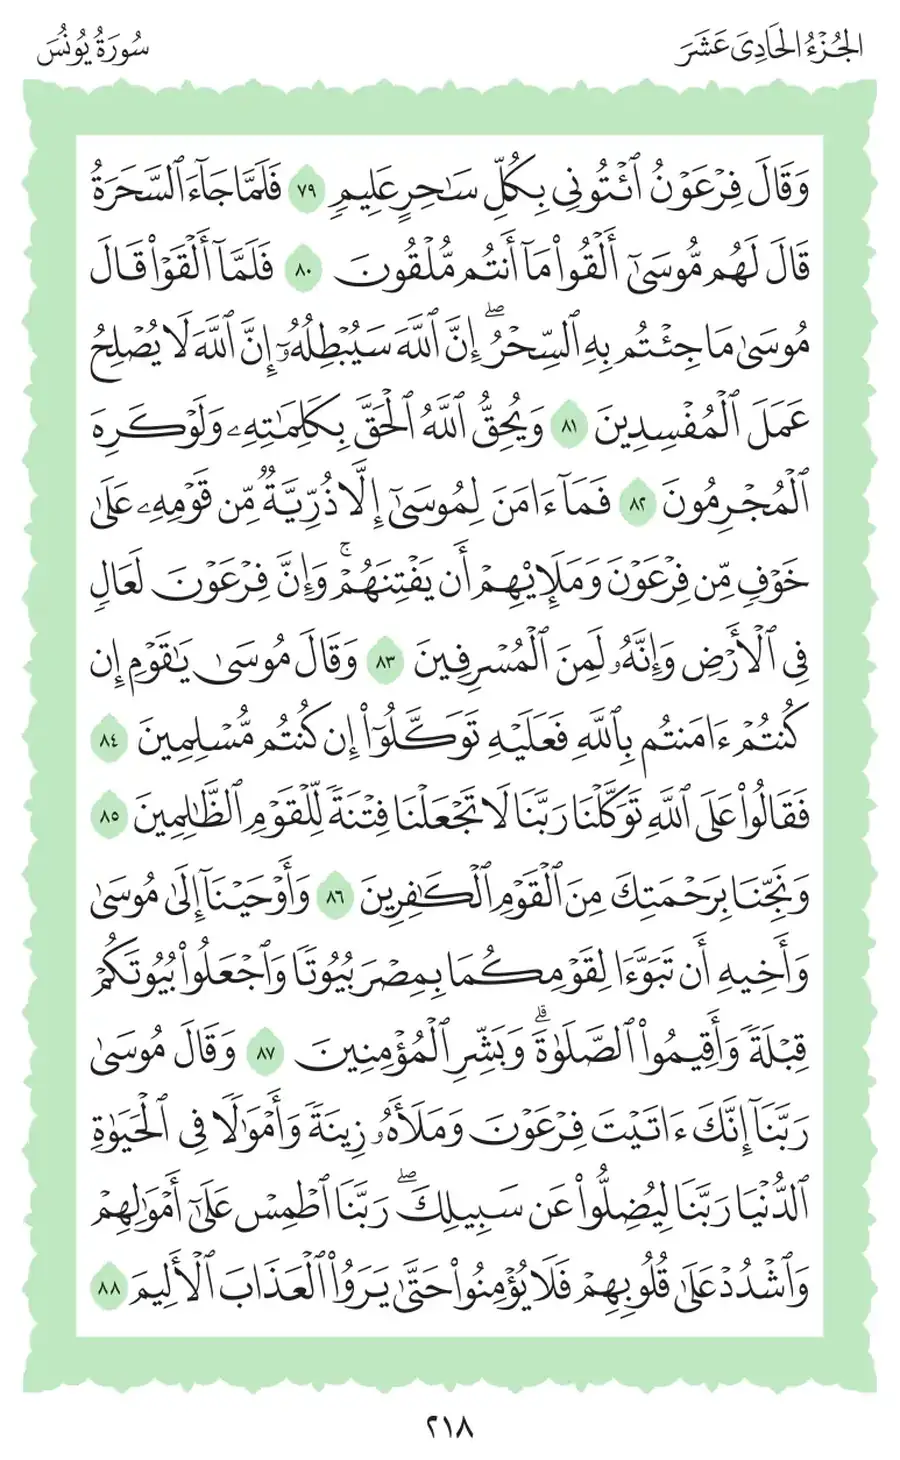 الجُزْءُ الحَادِىَ عَشَرَ
سُورَةُ يُونُسَ
وَقَالَ فِرۡعَوۡنُ ٱئۡتُونِي بِكُلِّ سَٰحِرٍ عَلِيمٖ ٧٩ فَلَمَّا جَآءَ ٱلسَّحَرَةُ
قَالَ لَهُم مُّوسَىٰٓ أَلۡقُواْ مَآ أَنتُم مُّلۡقُونَ ٨٠ فَلَمَّآ أَلۡقَوۡاْ قَالَ
مُوسَىٰ مَا جِئۡتُم بِهِ ٱلسِّحۡرُۖ إِنَّ ٱللَّهَ سَيُبۡطِلُهُۥٓ إِنَّ ٱللَّهَ لَا يُصۡلِحُ
عَمَلَ ٱلۡمُفۡسِدِينَ ٨١ وَيُحِقُّ ٱللَّهُ ٱلۡحَقَّ بِكَلِمَٰتِهِۦ وَلَوۡ كَرِهَ
ٱلۡمُجۡرِمُونَ ٨٢ فَمَآ ءَامَنَ لِمُوسَىٰٓ إِلَّا ذُرِّيَّةٞ مِّن قَوۡمِهِۦ عَلَىٰ
خَوۡفٖ مِّن فِرۡعَوۡنَ وَمَلَإِيْهِمۡ أَن يَفۡتِنَهُمۡۚ وَإِنَّ فِرۡعَوۡنَ لَعَالٖ
فِي ٱلۡأَرۡضِ وَإِنَّهُۥ لَمِنَ ٱلۡمُسۡرِفِينَ ٨٣ وَقَالَ مُوسَىٰ يَٰقَوۡمِ إِن
كُنتُمۡ ءَامَنتُم بِٱللَّهِ فَعَلَيۡهِ تَوَكَّلُوٓاْ إِن كُنتُم مُّسۡلِمِينَ ٨٤
فَقَالُواْ عَلَى ٱللَّهِ تَوَكَّلۡنَا رَبَّنَا لَا تَجۡعَلۡنَا فِتۡنَةٗ لِّلۡقَوۡمِ ٱلظَّٰلِمِينَ ٨٥
وَنَجِّنَا بِرَحۡمَتِكَ مِنَ ٱلۡقَوۡمِ ٱلۡكَٰفِرِينَ ٨٦ وَأَوۡحَيۡنَآ إِلَىٰ مُوسَىٰ
وَأَخِيهِ أَن تَبَوَّءَا لِقَوۡمِكُمَا بِمِصۡرَ بُيُوتٗا وَٱجۡعَلُواْ بُيُوتَكُمۡ
قِبۡلَةٗ وَأَقِيمُواْ ٱلصَّلَوٰةَۗ وَبَشِّرِ ٱلۡمُؤۡمِنِينَ ٨٧ وَقَالَ مُوسَىٰ
رَبَّنَآ إِنَّكَ ءَاتَيۡتَ فِرۡعَوۡنَ وَمَلَأَهُۥ زِينَةٗ وَأَمۡوَٰلٗا فِي ٱلۡحَيَوٰةِ
ٱلدُّنۡيَا رَبَّنَا لِيُضِلُّواْ عَن سَبِيلِكَۖ رَبَّنَا ٱطۡمِسۡ عَلَىٰٓ أَمۡوَٰلِهِمۡ
وَٱشۡدُدۡ عَلَىٰ قُلُوبِهِمۡ فَلَا يُؤۡمِنُواْ حَتَّىٰ يَرَوُاْ ٱلۡعَذَابَ ٱلۡأَلِيمَ ٨٨
٢١٨